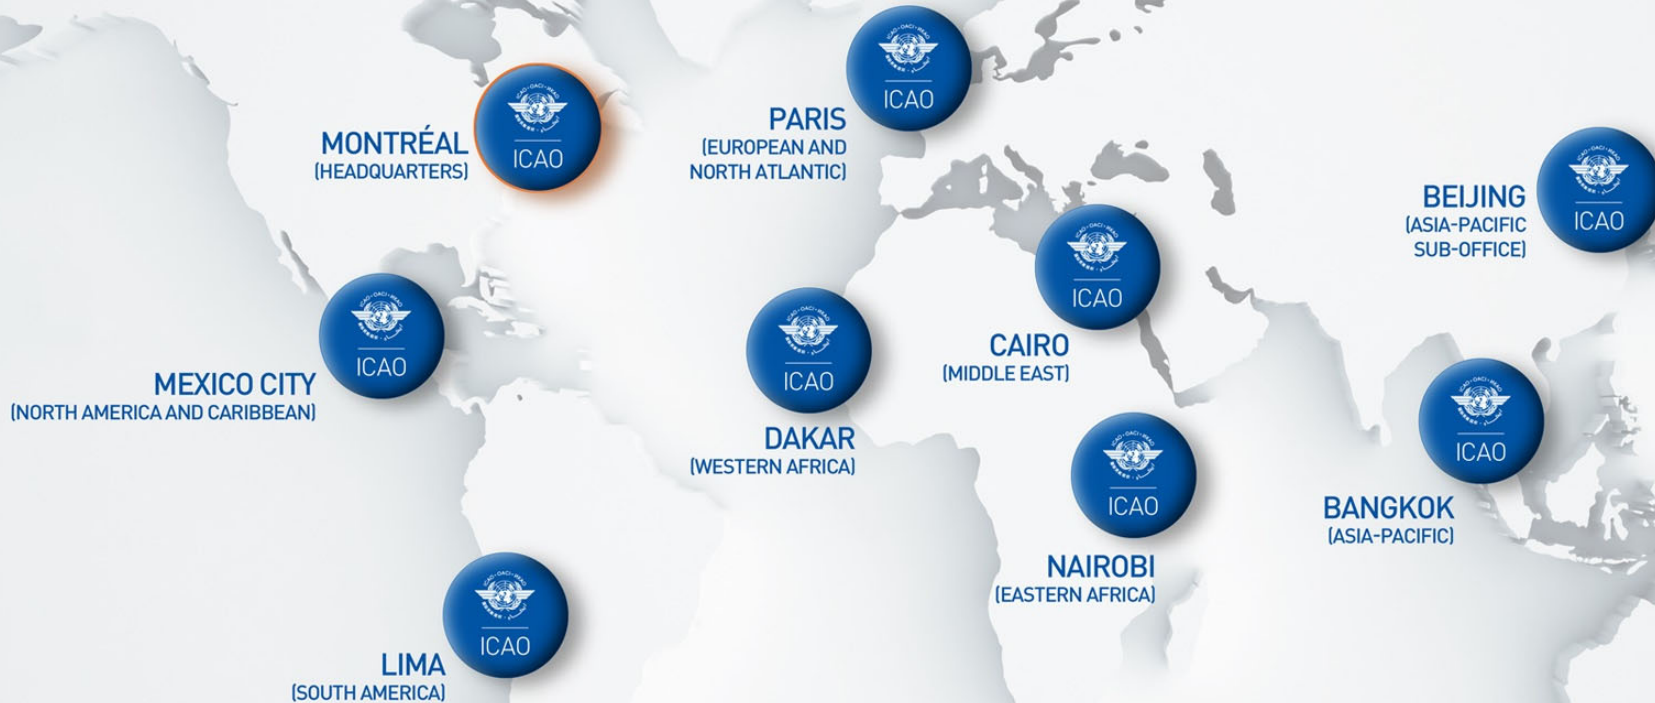 ICAO
MONTRÉAL
(HEADQUARTERS)
ICAO
PARIS
(EUROPEAN AND
NORTH ATLANTIC)
ICAO
BEIJING
(ASIA-PACIFIC
SUB-OFFICE)
ICAO
MEXICO CITY
(NORTH AMERICA AND CARIBBEAN)
ICAO
DAKAR
(WESTERN AFRICA)
ICAO
CAIRO
(MIDDLE EAST)
ICAO
NAIROBI
(EASTERN AFRICA)
ICAO
BANGKOK
(ASIA-PACIFIC)
ICAO
LIMA
(SOUTH AMERICA)